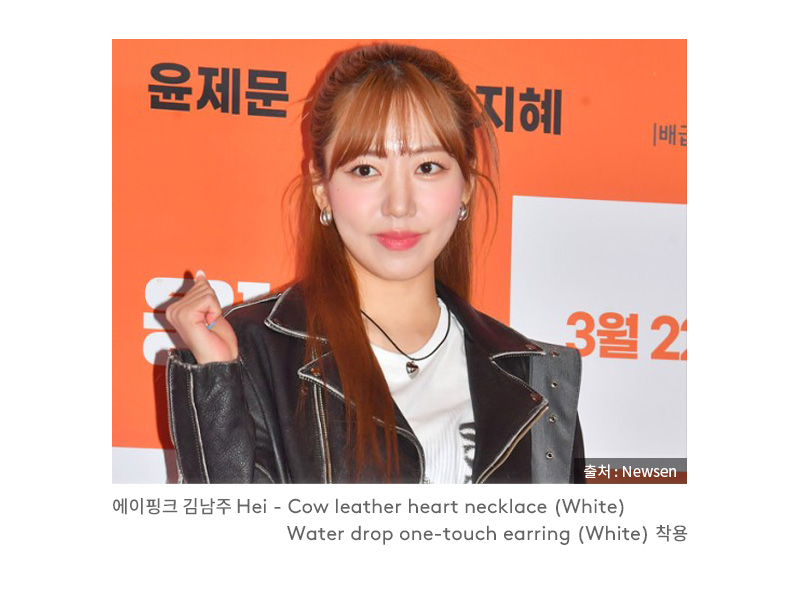 윤제문
지혜
|배급
3월 22
출처 : Newsen
에이핑크 김남주 Hei - Cow leather heart necklace (White)
Water drop one-touch earring (White) 착용